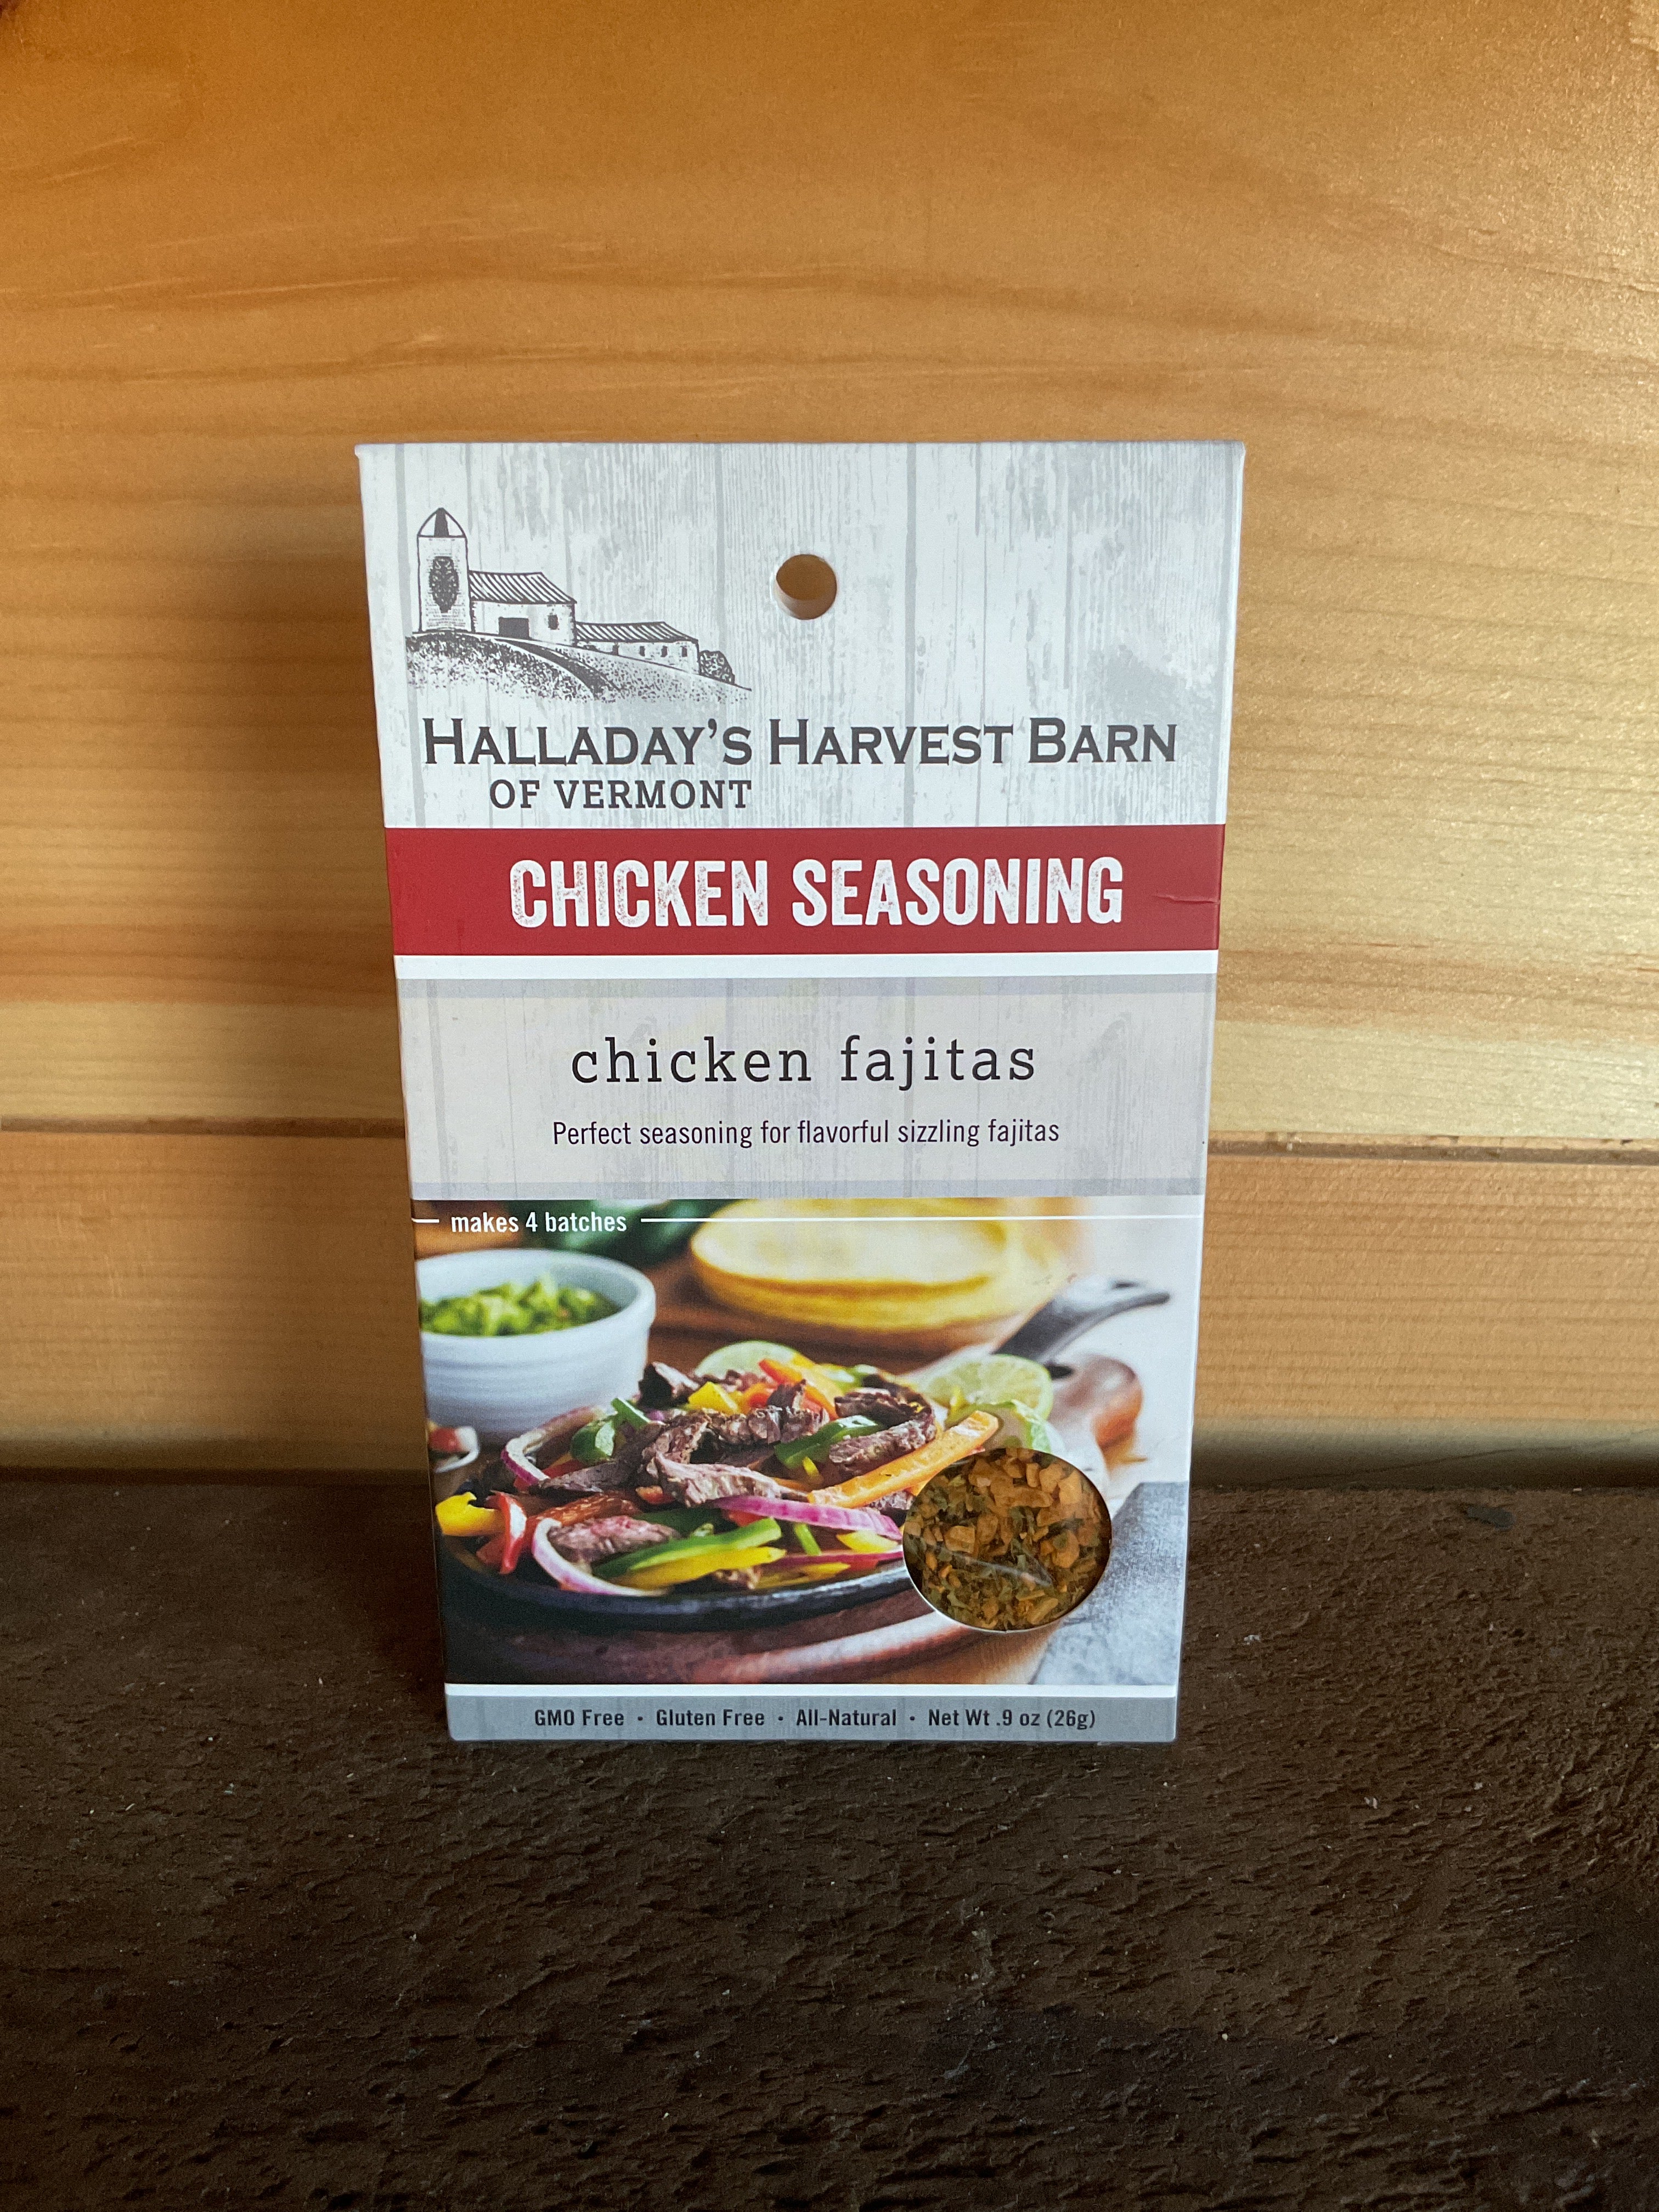 HALLADAY'S HARVEST BARN
OF VERMONT
CHICKEN SEASONING
chicken fajitas
Perfect seasoning for flavorful sizzling fajitas
makes 4 batches
GMO Free • Gluten Free • All-Natural • Net Wt .9 oz (26g)